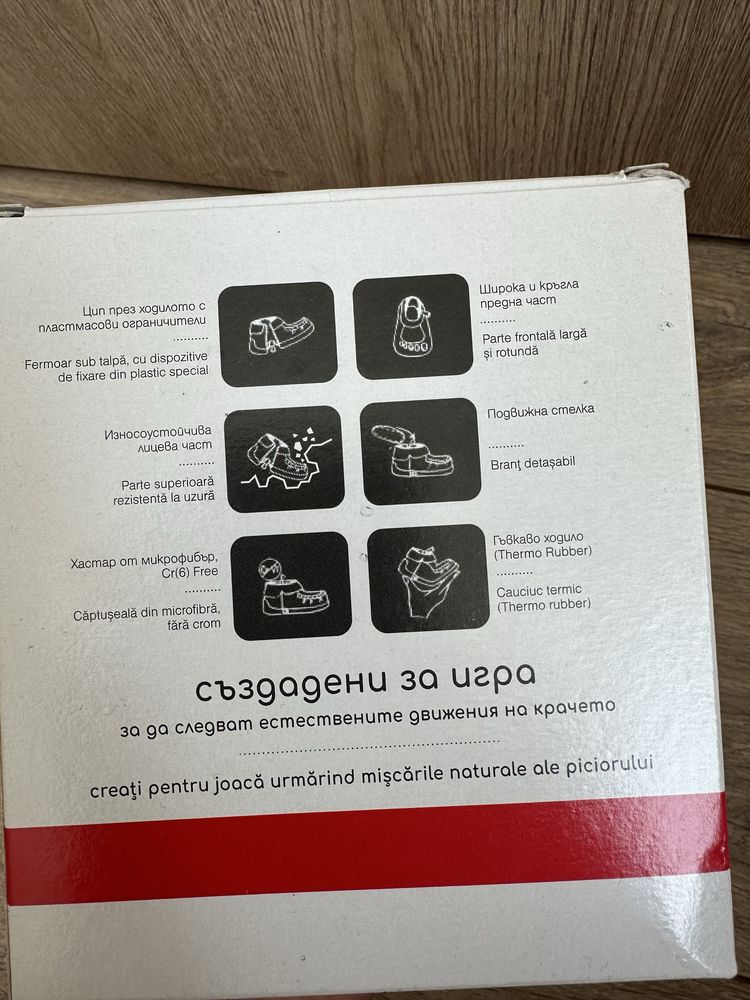 Цип през ходилото с
пластмасови ограничители
..........
Fermoar sub talpă, cu dispozitive
de fixare din plastic special
Широка и кръгла
предна част
..........
Parte frontală largă
și rotundă
Износоустойчива
лицева част
..........
Parte superioară
rezistentă la uzură
Подвижна стелка
..........
Branţ detașabil
Хастар от микрофибър,
Cr(6) Free
..........
Căptușeală din microfibră,
fără crom
Гъвкаво ходило
(Thermo Rubber)
..........
Cauciuc termic
(Thermo rubber)
създадени за игра
за да следват естествените движения на крачето
creaţi pentru joacă urmărind mişcările naturale ale piciorului